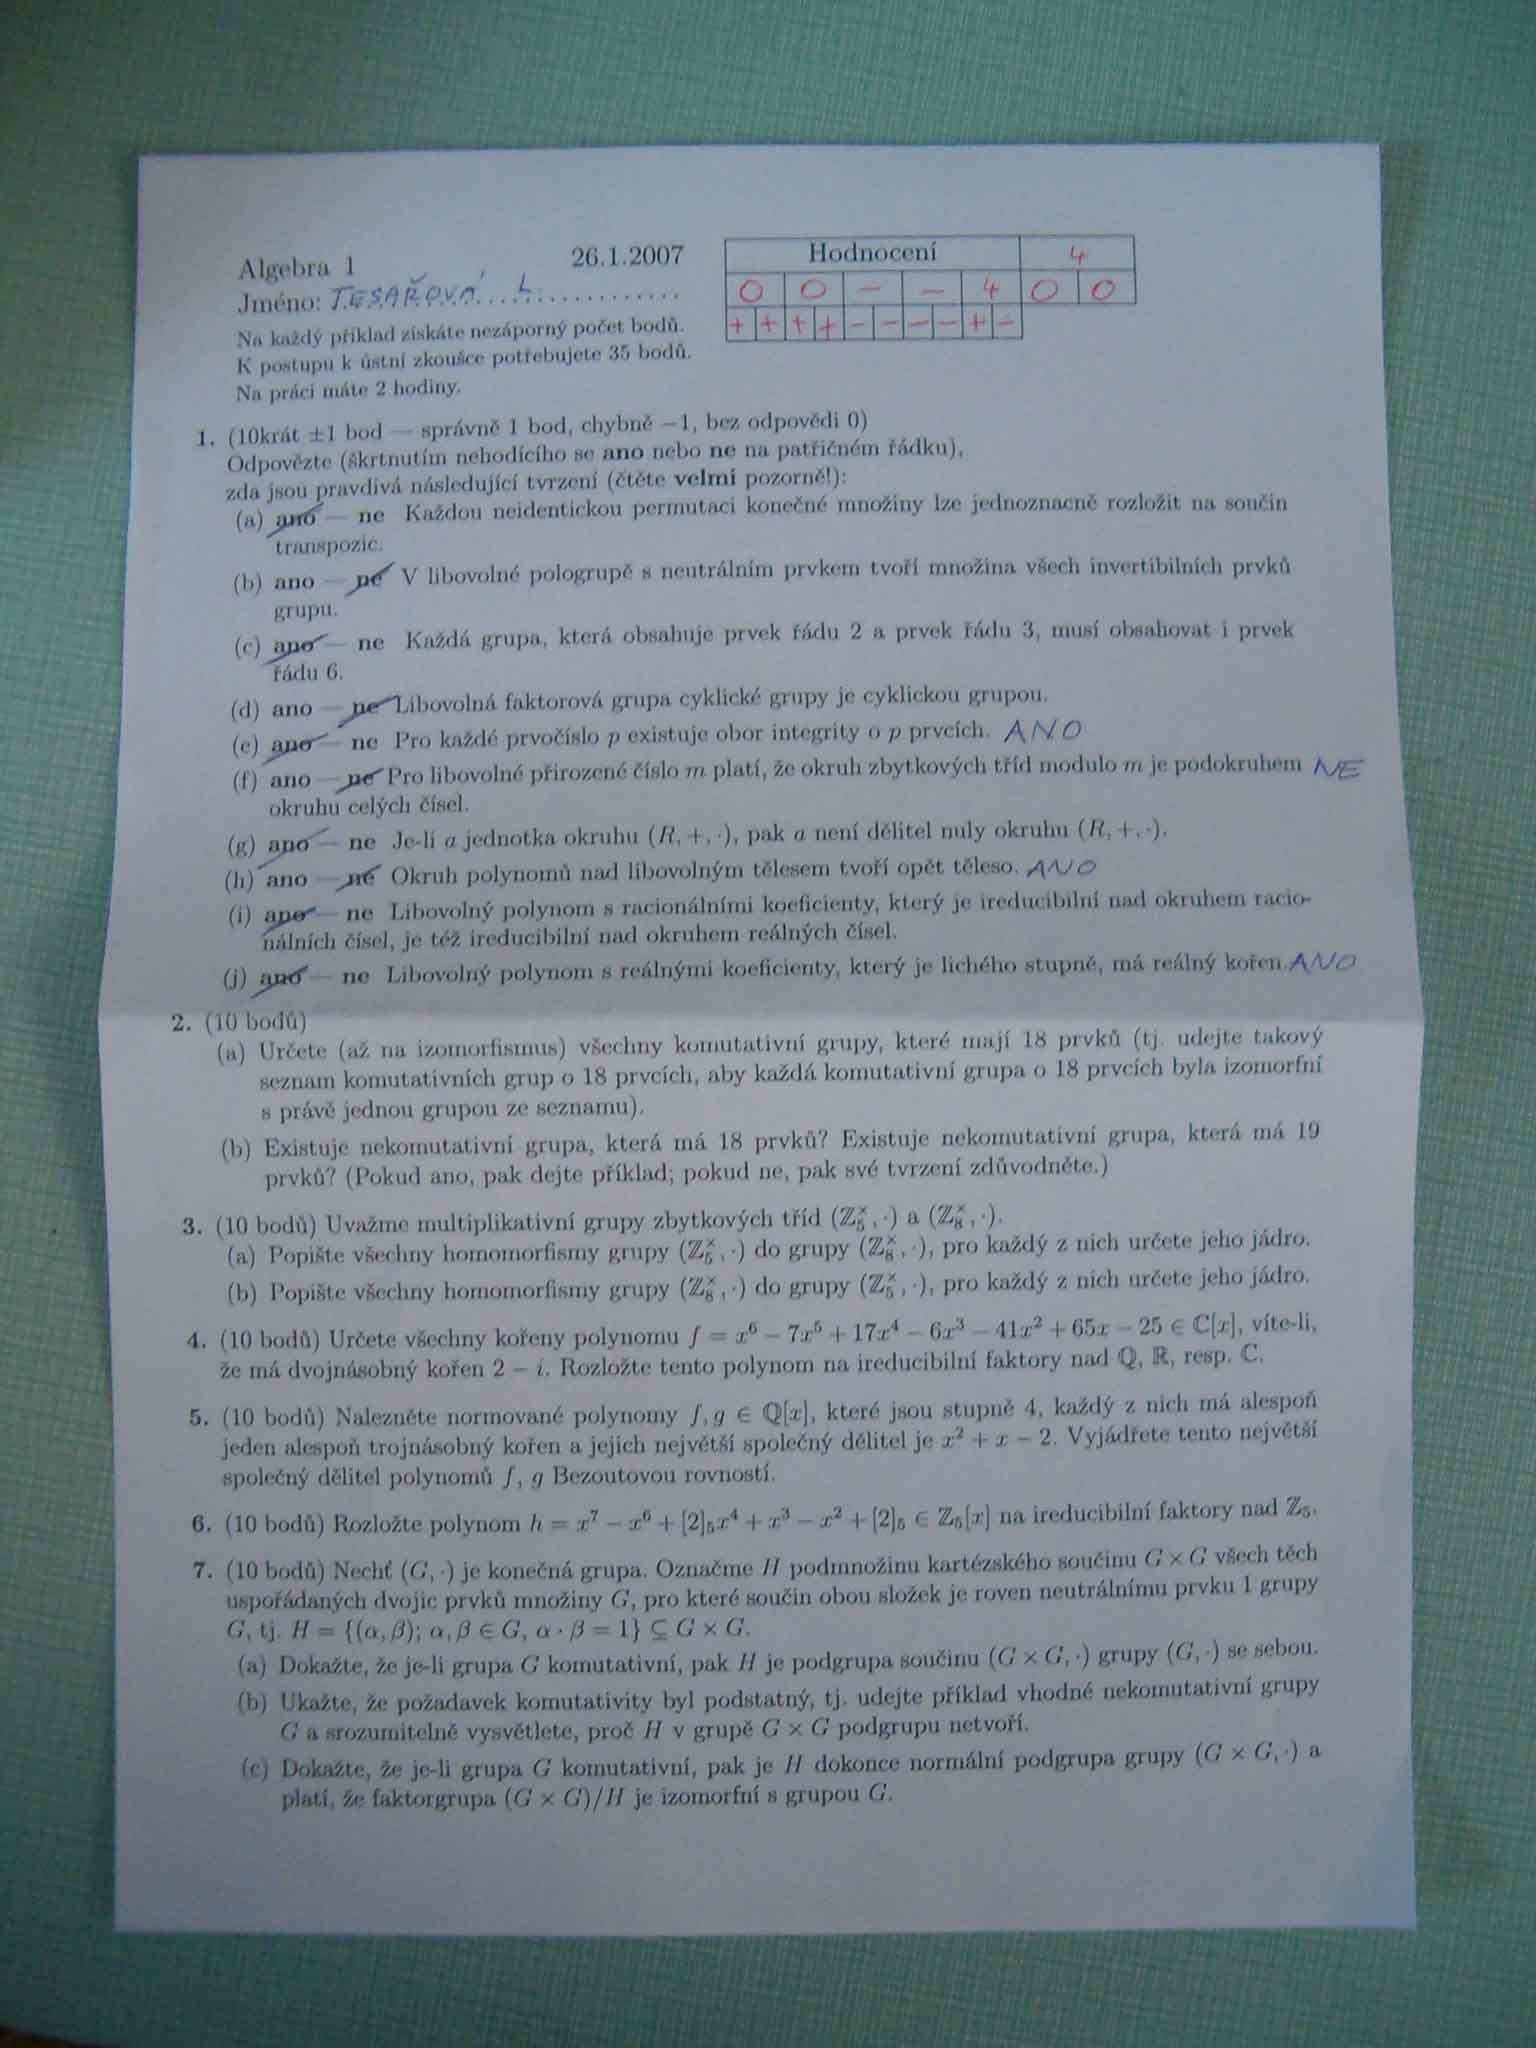 Algebra 1 26.1.2007
Jméno: TESAŘOVÁ L
Na každý příklad získáte nezáporný počet bodů.
K postupu k ústní zkoušce potřebujete 35 bodů.
Na práci máte 2 hodiny.
Hodnocení 4
0 0 – – 4 0 0
+ + + + – – – – + –
1. (10krát ±1 bod — správně 1 bod, chybně −1, bez odpovědi 0)
Odpovězte (škrtnutím nehodícího se ano nebo ne na patřičném řádku),
zda jsou pravdivá následující tvrzení (čtěte velmi pozorně!):
(a) ano — ne Každou neidentickou permutaci konečné množiny lze jednoznačně rozložit na součin
transpozic.
(b) ano — ne V libovolné pologrupě s neutrálním prvkem tvoří množina všech invertibilních prvků
grupu.
(c) ano — ne Každá grupa, která obsahuje prvek řádu 2 a prvek řádu 3, musí obsahovat i prvek
řádu 6.
(d) ano — ne Libovolná faktorová grupa cyklické grupy je cyklickou grupou.
(e) ano — ne Pro každé prvočíslo p existuje obor integrity o p prvcích. ANO
(f) ano — ne Pro libovolné přirozené číslo m platí, že okruh zbytkových tříd modulo m je podokruhem NE
okruhu celých čísel.
(g) ano — ne Je-li a jednotka okruhu (R, +, ·), pak a není dělitel nuly okruhu (R, +, ·).
(h) ano — ne Okruh polynomů nad libovolným tělesem tvoří opět těleso. ANO
(i) ano — ne Libovolný polynom s racionálními koeficienty, který je ireducibilní nad okruhem racio-
nálních čísel, je též ireducibilní nad okruhem reálných čísel.
(j) ano — ne Libovolný polynom s reálnými koeficienty, který je lichého stupně, má reálný kořen. ANO
2. (10 bodů)
(a) Určete (až na izomorfismus) všechny komutativní grupy, které mají 18 prvků (tj. udejte takový
seznam komutativních grup o 18 prvcích, aby každá komutativní grupa o 18 prvcích byla izomorfní
s právě jednou grupou ze seznamu).
(b) Existuje nekomutativní grupa, která má 18 prvků? Existuje nekomutativní grupa, která má 19
prvků? (Pokud ano, pak dejte příklad; pokud ne, pak své tvrzení zdůvodněte.)
3. (10 bodů) Uvažme multiplikativní grupy zbytkových tříd (ℤ₅ˣ, ·) a (ℤ₈ˣ, ·).
(a) Popište všechny homomorfismy grupy (ℤ₅ˣ, ·) do grupy (ℤ₈ˣ, ·), pro každý z nich určete jeho jádro.
(b) Popište všechny homomorfismy grupy (ℤ₈ˣ, ·) do grupy (ℤ₅ˣ, ·), pro každý z nich určete jeho jádro.
4. (10 bodů) Určete všechny kořeny polynomu f = x⁶ − 7x⁵ + 17x⁴ − 6x³ − 41x² + 65x − 25 ∈ ℂ[x], víte-li,
že má dvojnásobný kořen 2 − i. Rozložte tento polynom na ireducibilní faktory nad ℚ, ℝ, resp. ℂ.
5. (10 bodů) Nalezněte normované polynomy f, g ∈ ℚ[x], které jsou stupně 4, každý z nich má alespoň
jeden alespoň trojnásobný kořen a jejich největší společný dělitel je x² + x − 2. Vyjádřete tento největší
společný dělitel polynomů f, g Bezoutovou rovností.
6. (10 bodů) Rozložte polynom h = x⁷ − x⁶ + [2]₅x⁴ + x³ − x² + [2]₅ ∈ ℤ₅[x] na ireducibilní faktory nad ℤ₅.
7. (10 bodů) Nechť (G, ·) je konečná grupa. Označme H podmnožinu kartézského součinu G × G všech těch
uspořádaných dvojic prvků množiny G, pro které součin obou složek je roven neutrálnímu prvku 1 grupy
G, tj. H = {(α, β); α, β ∈ G, α · β = 1} ⊆ G × G.
(a) Dokažte, že je-li grupa G komutativní, pak H je podgrupa součinu (G × G, ·) grupy (G, ·) se sebou.
(b) Ukažte, že požadavek komutativity byl podstatný, tj. udejte příklad vhodné nekomutativní grupy
G a srozumitelně vysvětlete, proč H v grupě G × G podgrupu netvoří.
(c) Dokažte, že je-li grupa G komutativní, pak je H dokonce normální podgrupa grupy (G × G, ·) a
platí, že faktorgrupa (G × G)/H je izomorfní s grupou G.